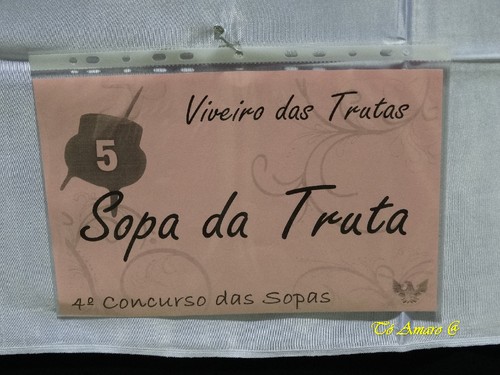 Viveiro das Trutas
5
Sopa da Truta
4º Concurso das Sopas
Tó Amaro @